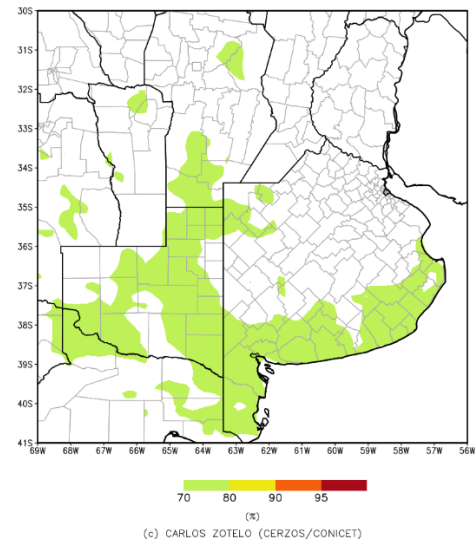 30S
31S
32S
33S
34S
35S
36S
37S
38S
39S
40S
41S
69W 68W 67W 66W 65W 64W 63W 62W 61W 60W 59W 58W 57W 56W
70 80 90 95
(%)
(c) CARLOS ZOTELO (CERZOS/CONICET)